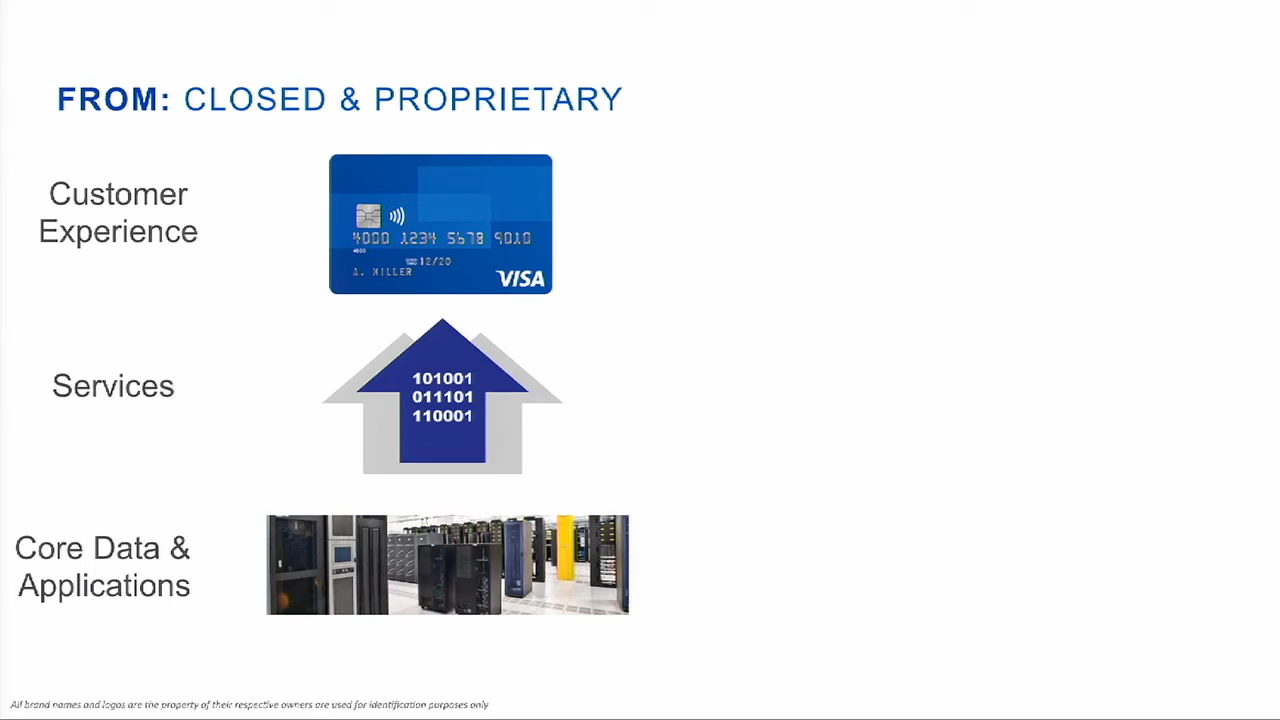 FROM: CLOSED & PROPRIETARY
Customer
Experience
4000 1234 5678 9010
4000
12/20
A. MILLER
VISA
Services
101001
011101
110001
Core Data &
Applications
All brand names and logos are the property of their respective owners are used for identification purposes only